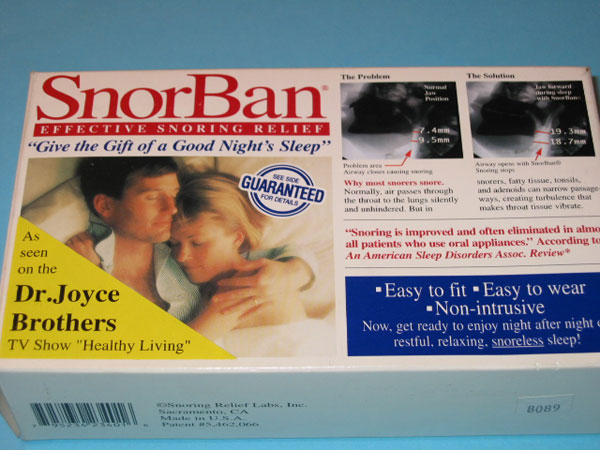 SnorBan®
EFFECTIVE SNORING RELIEF
"Give the Gift of a Good Night's Sleep"
SEE SIDE
GUARANTEED
FOR DETAILS
As
seen
on the
Dr.Joyce
Brothers
TV Show "Healthy Living"
The Problem
Normal
Jaw
Position
7.4mm
9.5mm
Problem area
Airway closes causing snoring
The Solution
Jaw forward
during sleep
with SnorBan®
19.3mm
18.7mm
Airway opens with SnorBan®
Snoring stops
Why most snorers snore.
Normally, air passes through
the throat to the lungs silently
and unhindered. But in
snorers, fatty tissue, tonsils,
and adenoids can narrow passage-
ways, creating turbulence that
makes throat tissue vibrate.
"Snoring is improved and often eliminated in almo
all patients who use oral appliances." According to
An American Sleep Disorders Assoc. Review*
▪Easy to fit ▪Easy to wear
▪Non-intrusive
Now, get ready to enjoy night after night o
restful, relaxing, snoreless sleep!
©Snoring Relief Labs, Inc.
Sacramento, CA
Made in U.S.A.
Patent #5,462,066
8089